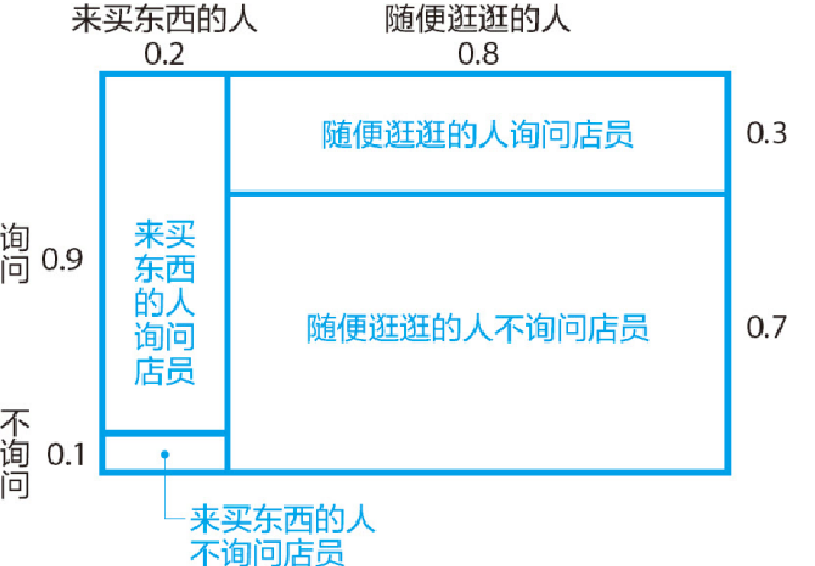 来买东西的人
随便逛逛的人
0.2
0.8
随便逛逛的人询问店员
0.3
询问
0.9
来买
东西
的人
询问
店员
随便逛逛的人不询问店员
0.7
不询问
0.1
来买东西的人
不询问店员